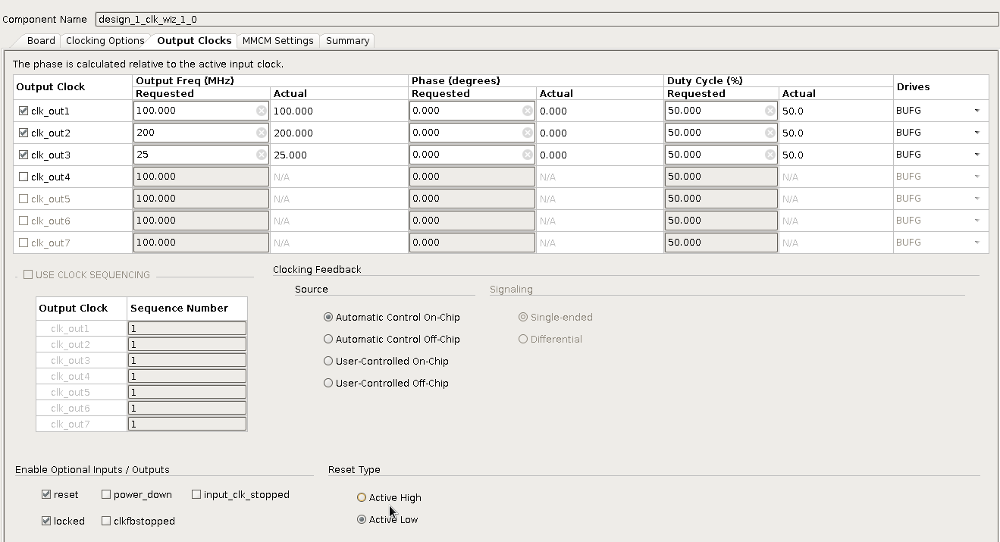 Component Name design_1_clk_wiz_1_0
Board Clocking Options Output Clocks MMCM Settings Summary
The phase is calculated relative to the active input clock.
Output Clock Output Freq (MHz) Phase (degrees) Duty Cycle (%) Drives
Requested Actual Requested Actual Requested Actual
clk_out1 100.000 100.000 0.000 0.000 50.000 50.0 BUFG
clk_out2 200 200.000 0.000 0.000 50.000 50.0 BUFG
clk_out3 25 25.000 0.000 0.000 50.000 50.0 BUFG
clk_out4 100.000 N/A 0.000 N/A 50.000 N/A BUFG
clk_out5 100.000 N/A 0.000 N/A 50.000 N/A BUFG
clk_out6 100.000 N/A 0.000 N/A 50.000 N/A BUFG
clk_out7 100.000 N/A 0.000 N/A 50.000 N/A BUFG
USE CLOCK SEQUENCING
Output Clock Sequence Number
clk_out1 1
clk_out2 1
clk_out3 1
clk_out4 1
clk_out5 1
clk_out6 1
clk_out7 1
Clocking Feedback
Source Signaling
Automatic Control On-Chip Single-ended
Automatic Control Off-Chip Differential
User-Controlled On-Chip
User-Controlled Off-Chip
Enable Optional Inputs / Outputs
reset power_down input_clk_stopped
locked clkfbstopped
Reset Type
Active High
Active Low